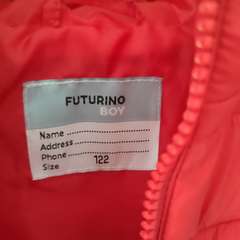 FUTURINO
BOY
Name ....................
Address................
Phone ..................
Size 122